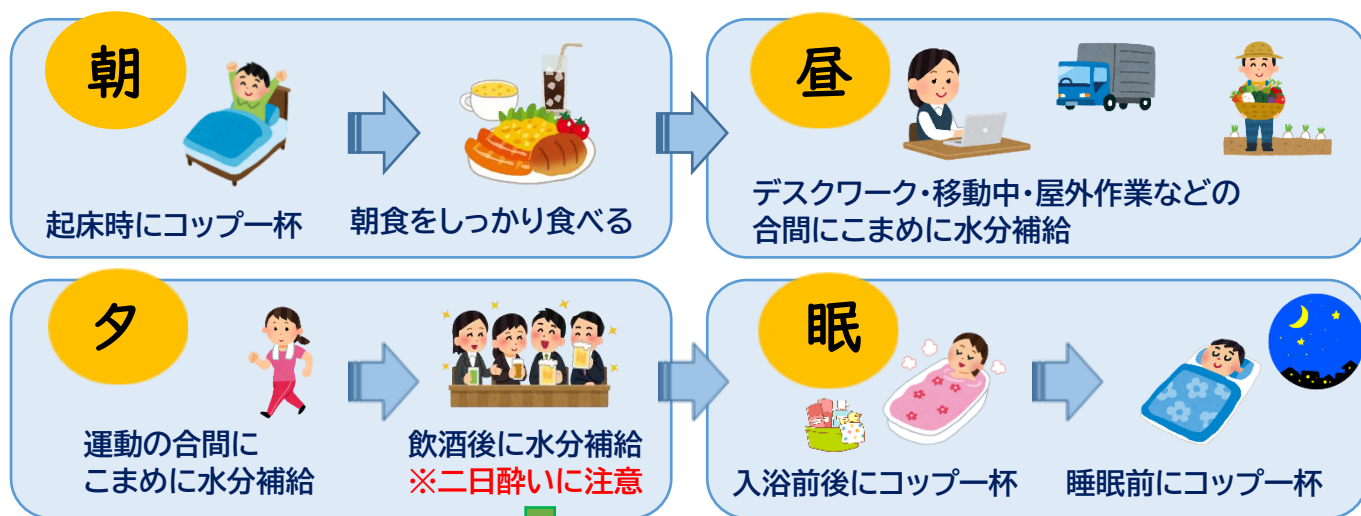 朝
起床時にコップ一杯
朝食をしっかり食べる
昼
デスクワーク・移動中・屋外作業などの
合間にこまめに水分補給
夕
運動の合間に
こまめに水分補給
飲酒後に水分補給
※二日酔いに注意
眠
入浴前後にコップ一杯
睡眠前にコップ一杯